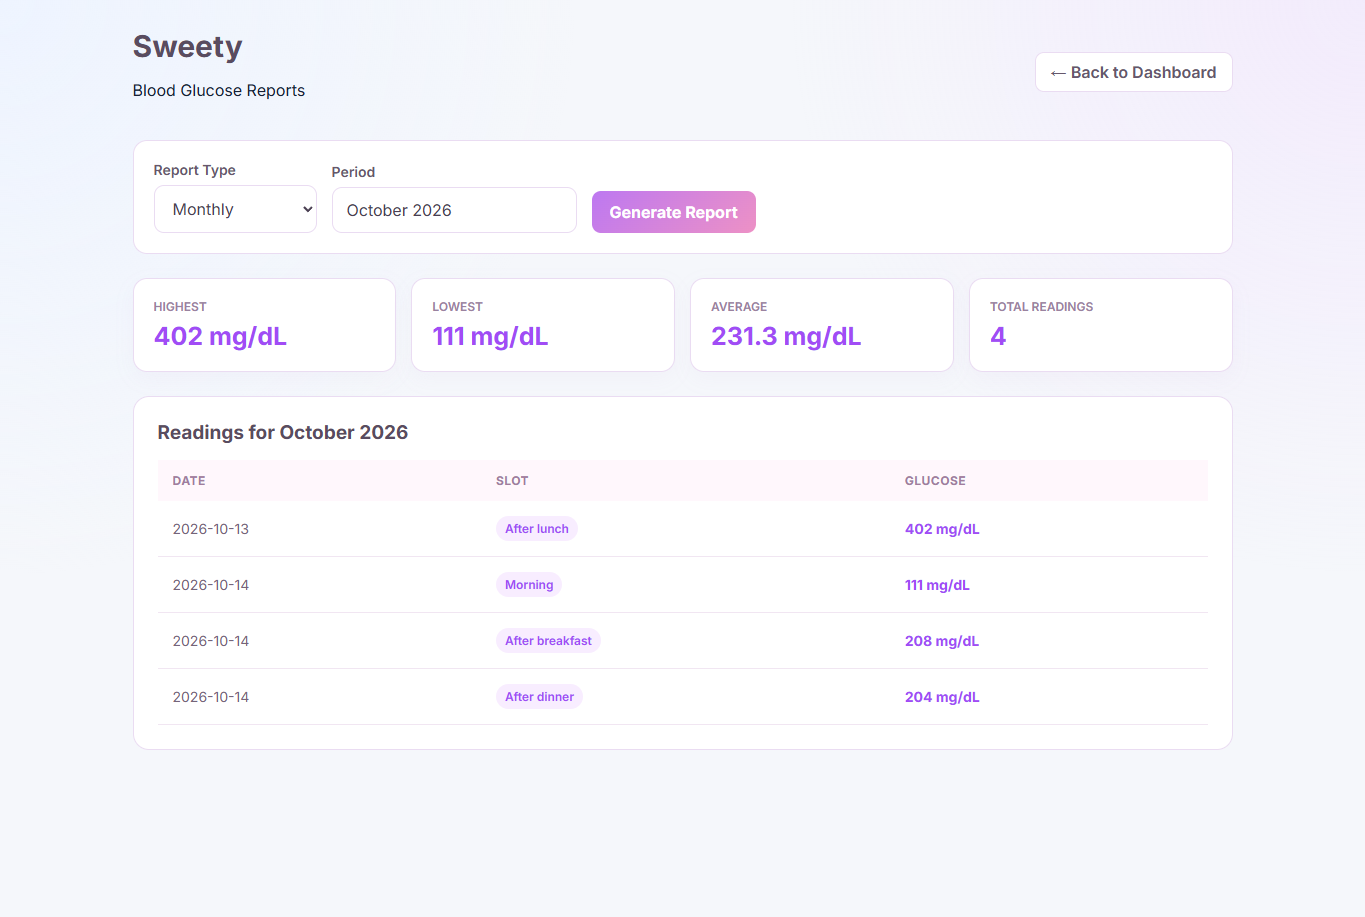 Sweety
Blood Glucose Reports
← Back to Dashboard
Report Type
Monthly
Period
October 2026
Generate Report
HIGHEST
402 mg/dL
LOWEST
111 mg/dL
AVERAGE
231.3 mg/dL
TOTAL READINGS
4
Readings for October 2026
DATE SLOT GLUCOSE
2026-10-13 After lunch 402 mg/dL
2026-10-14 Morning 111 mg/dL
2026-10-14 After breakfast 208 mg/dL
2026-10-14 After dinner 204 mg/dL